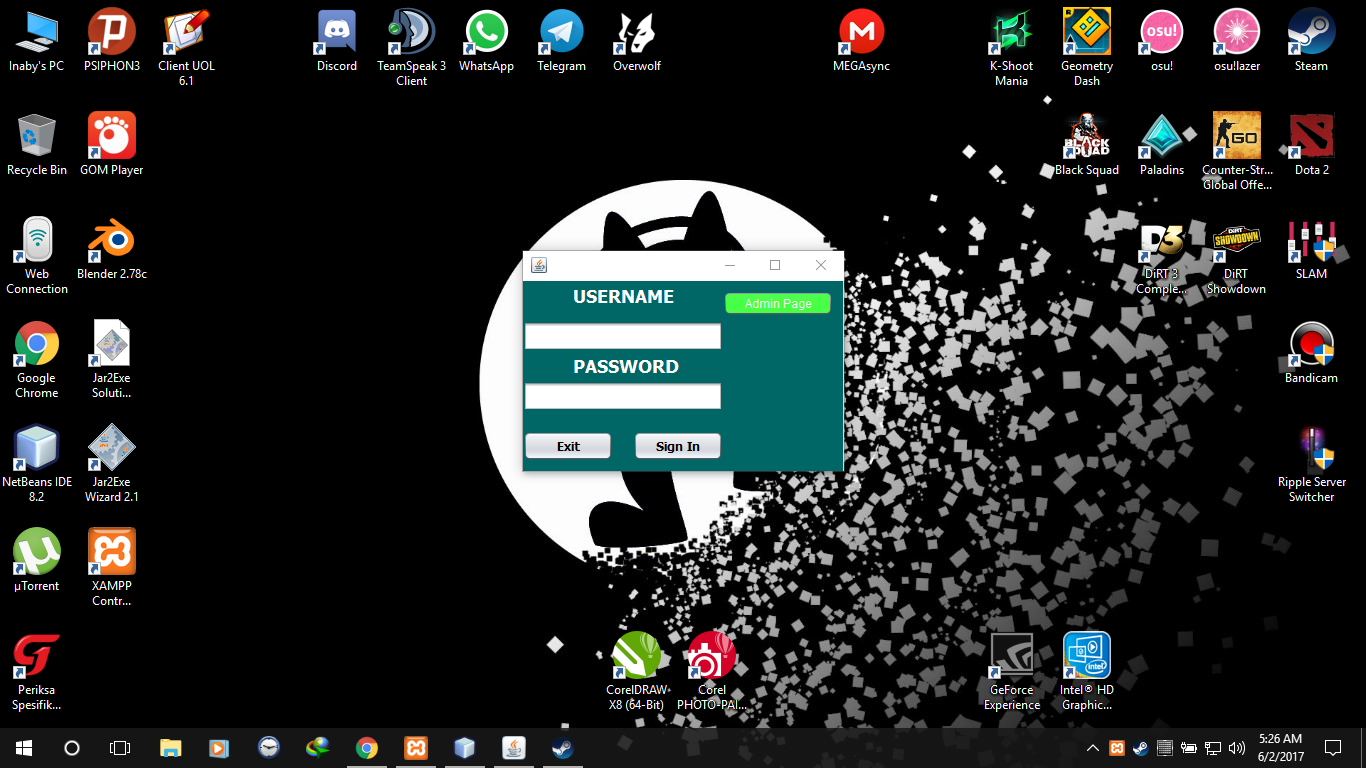 Inaby's PC
PSIPHON3
Client UOL
6.1
Discord
TeamSpeak 3
Client
WhatsApp
Telegram
Overwolf
MEGAsync
K-Shoot
Mania
Geometry
Dash
osu!
osu!
osu!lazer
Steam
Recycle Bin
GOM Player
BLACK SQUAD
Black Squad
Paladins
GO
Counter-Str...
Global Offe...
Dota 2
Web
Connection
Blender 2.78c
D3
DiRT 3
Comple...
DiRT
SHOWDOWN
DiRT
Showdown
SLAM
USERNAME
Admin Page
PASSWORD
Exit
Sign In
Google
Chrome
Jar2Exe
Soluti...
Bandicam
NetBeans IDE
8.2
Jar2Exe
Wizard 2.1
Ripple Server
Switcher
µTorrent
XAMPP
Contr...
Periksa
Spesifik...
CorelDRAW
X8 (64-Bit)
Corel
PHOTO-PAI...
GeForce
Experience
intel
Intel® HD
Graphic...
5:26 AM
6/2/2017